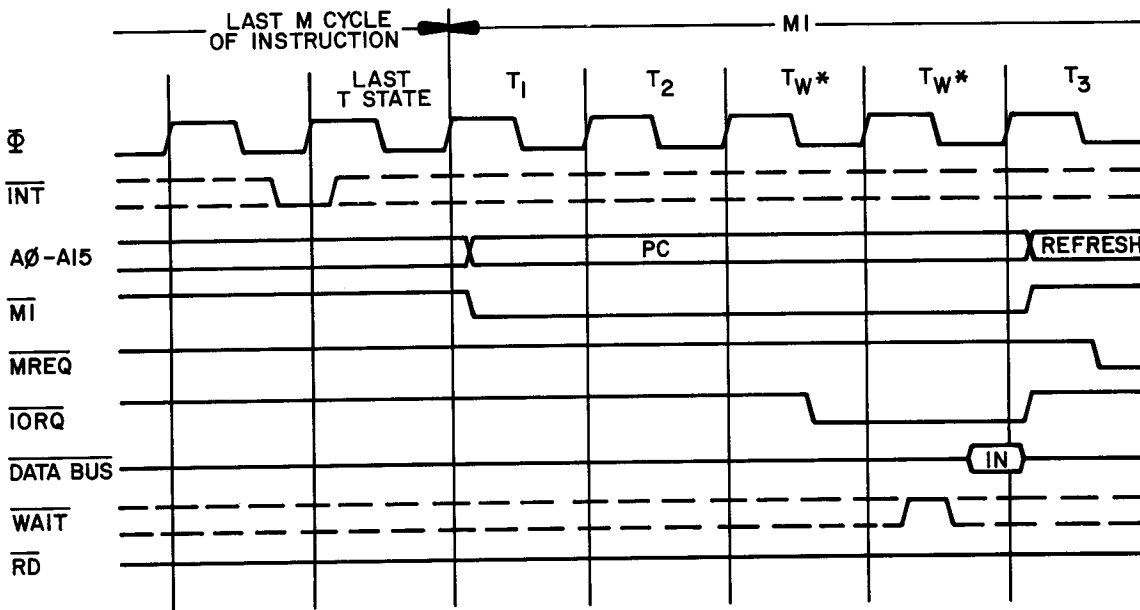 LAST M CYCLE
OF INSTRUCTION
M1
LAST
T STATE
T1
T2
TW*
TW*
T3
Φ
INT
AØ-A15
PC
REFRESH
M1
MREQ
IORQ
DATA BUS
IN
WAIT
RD